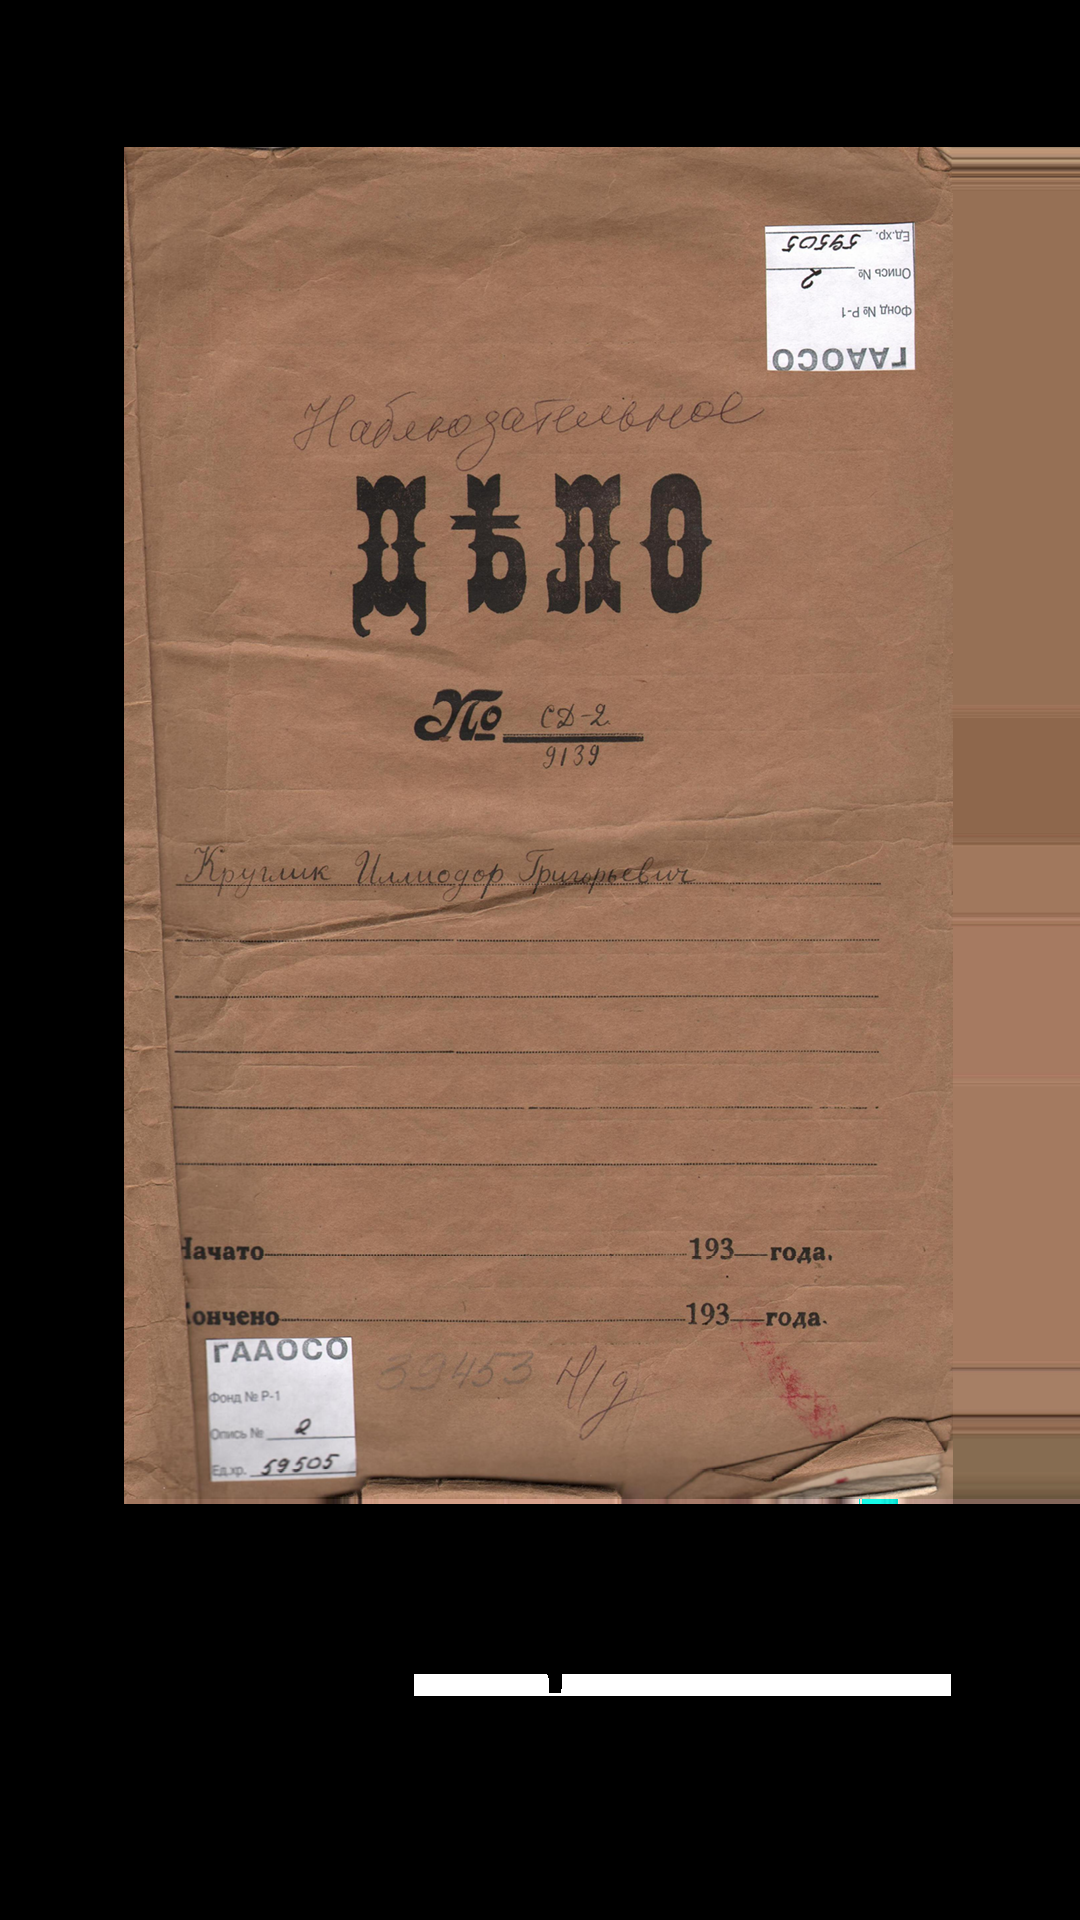 Ед.хр. 59505
Опись № 2
Фонд № Р-1
ГААОСО
Наблюдательное
ДѢЛО
№ СД-2
9139
Круглик Иллиодор Григорьевич
Начато 193 года.
Кончено 193 года.
39453 Н/д
ГААОСО
Фонд № Р-1
Опись № 2
Ед.хр. 59505